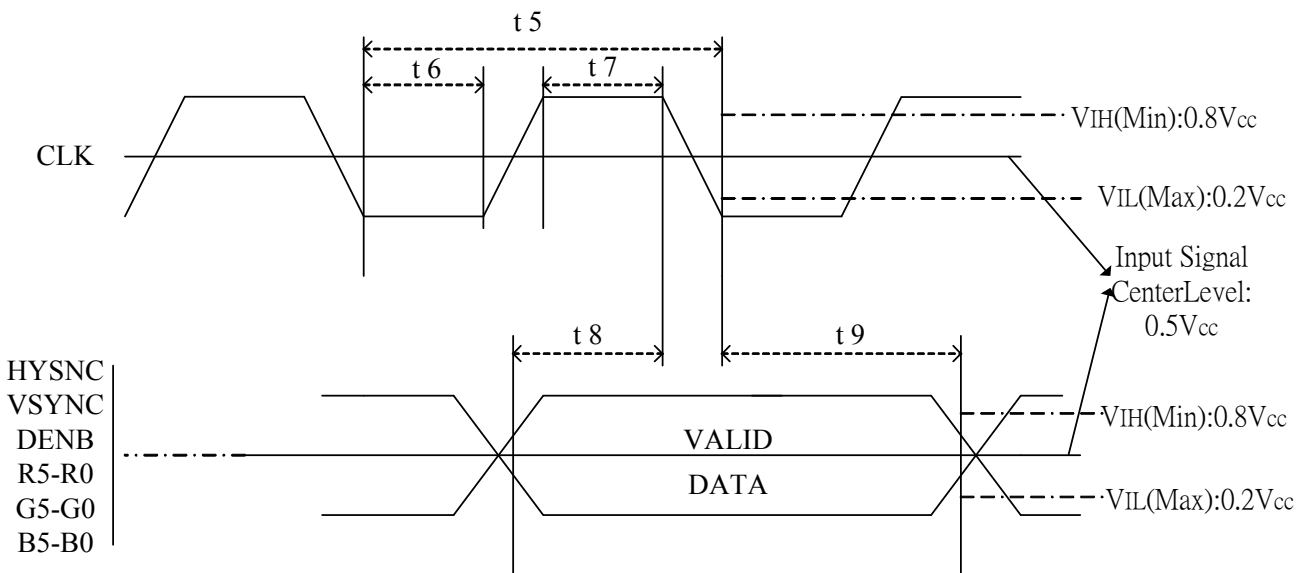 t 5
t 6
t 7
VIH(Min):0.8Vcc
CLK
VIL(Max):0.2Vcc
Input Signal
CenterLevel:
0.5Vcc
t 8
t 9
HYSNC
VSYNC
DENB
R5-R0
G5-G0
B5-B0
VALID
DATA
VIH(Min):0.8Vcc
VIL(Max):0.2Vcc